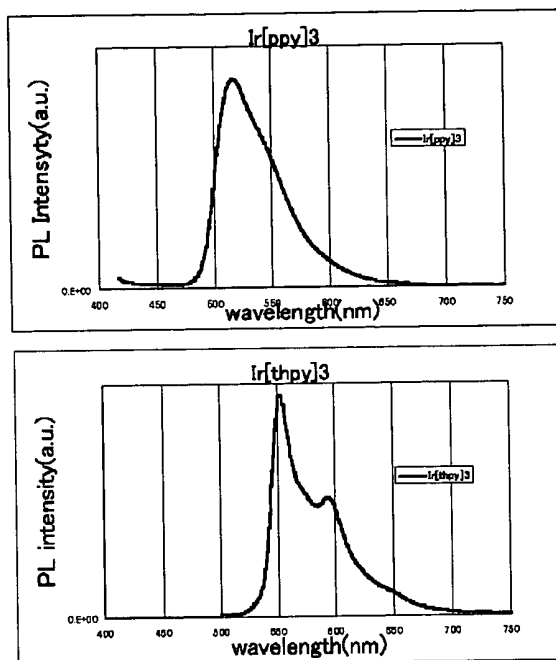 Ir[ppy]3
PL Intensyty(a.u.)
Ir[ppy]3
0.E+00
400 450 500 550 600 650 700 750
wavelength(nm)
Ir[thpy]3
PL intensity(a.u.)
Ir[thpy]3
0.E+00
400 450 500 550 600 650 700 750
wavelength(nm)